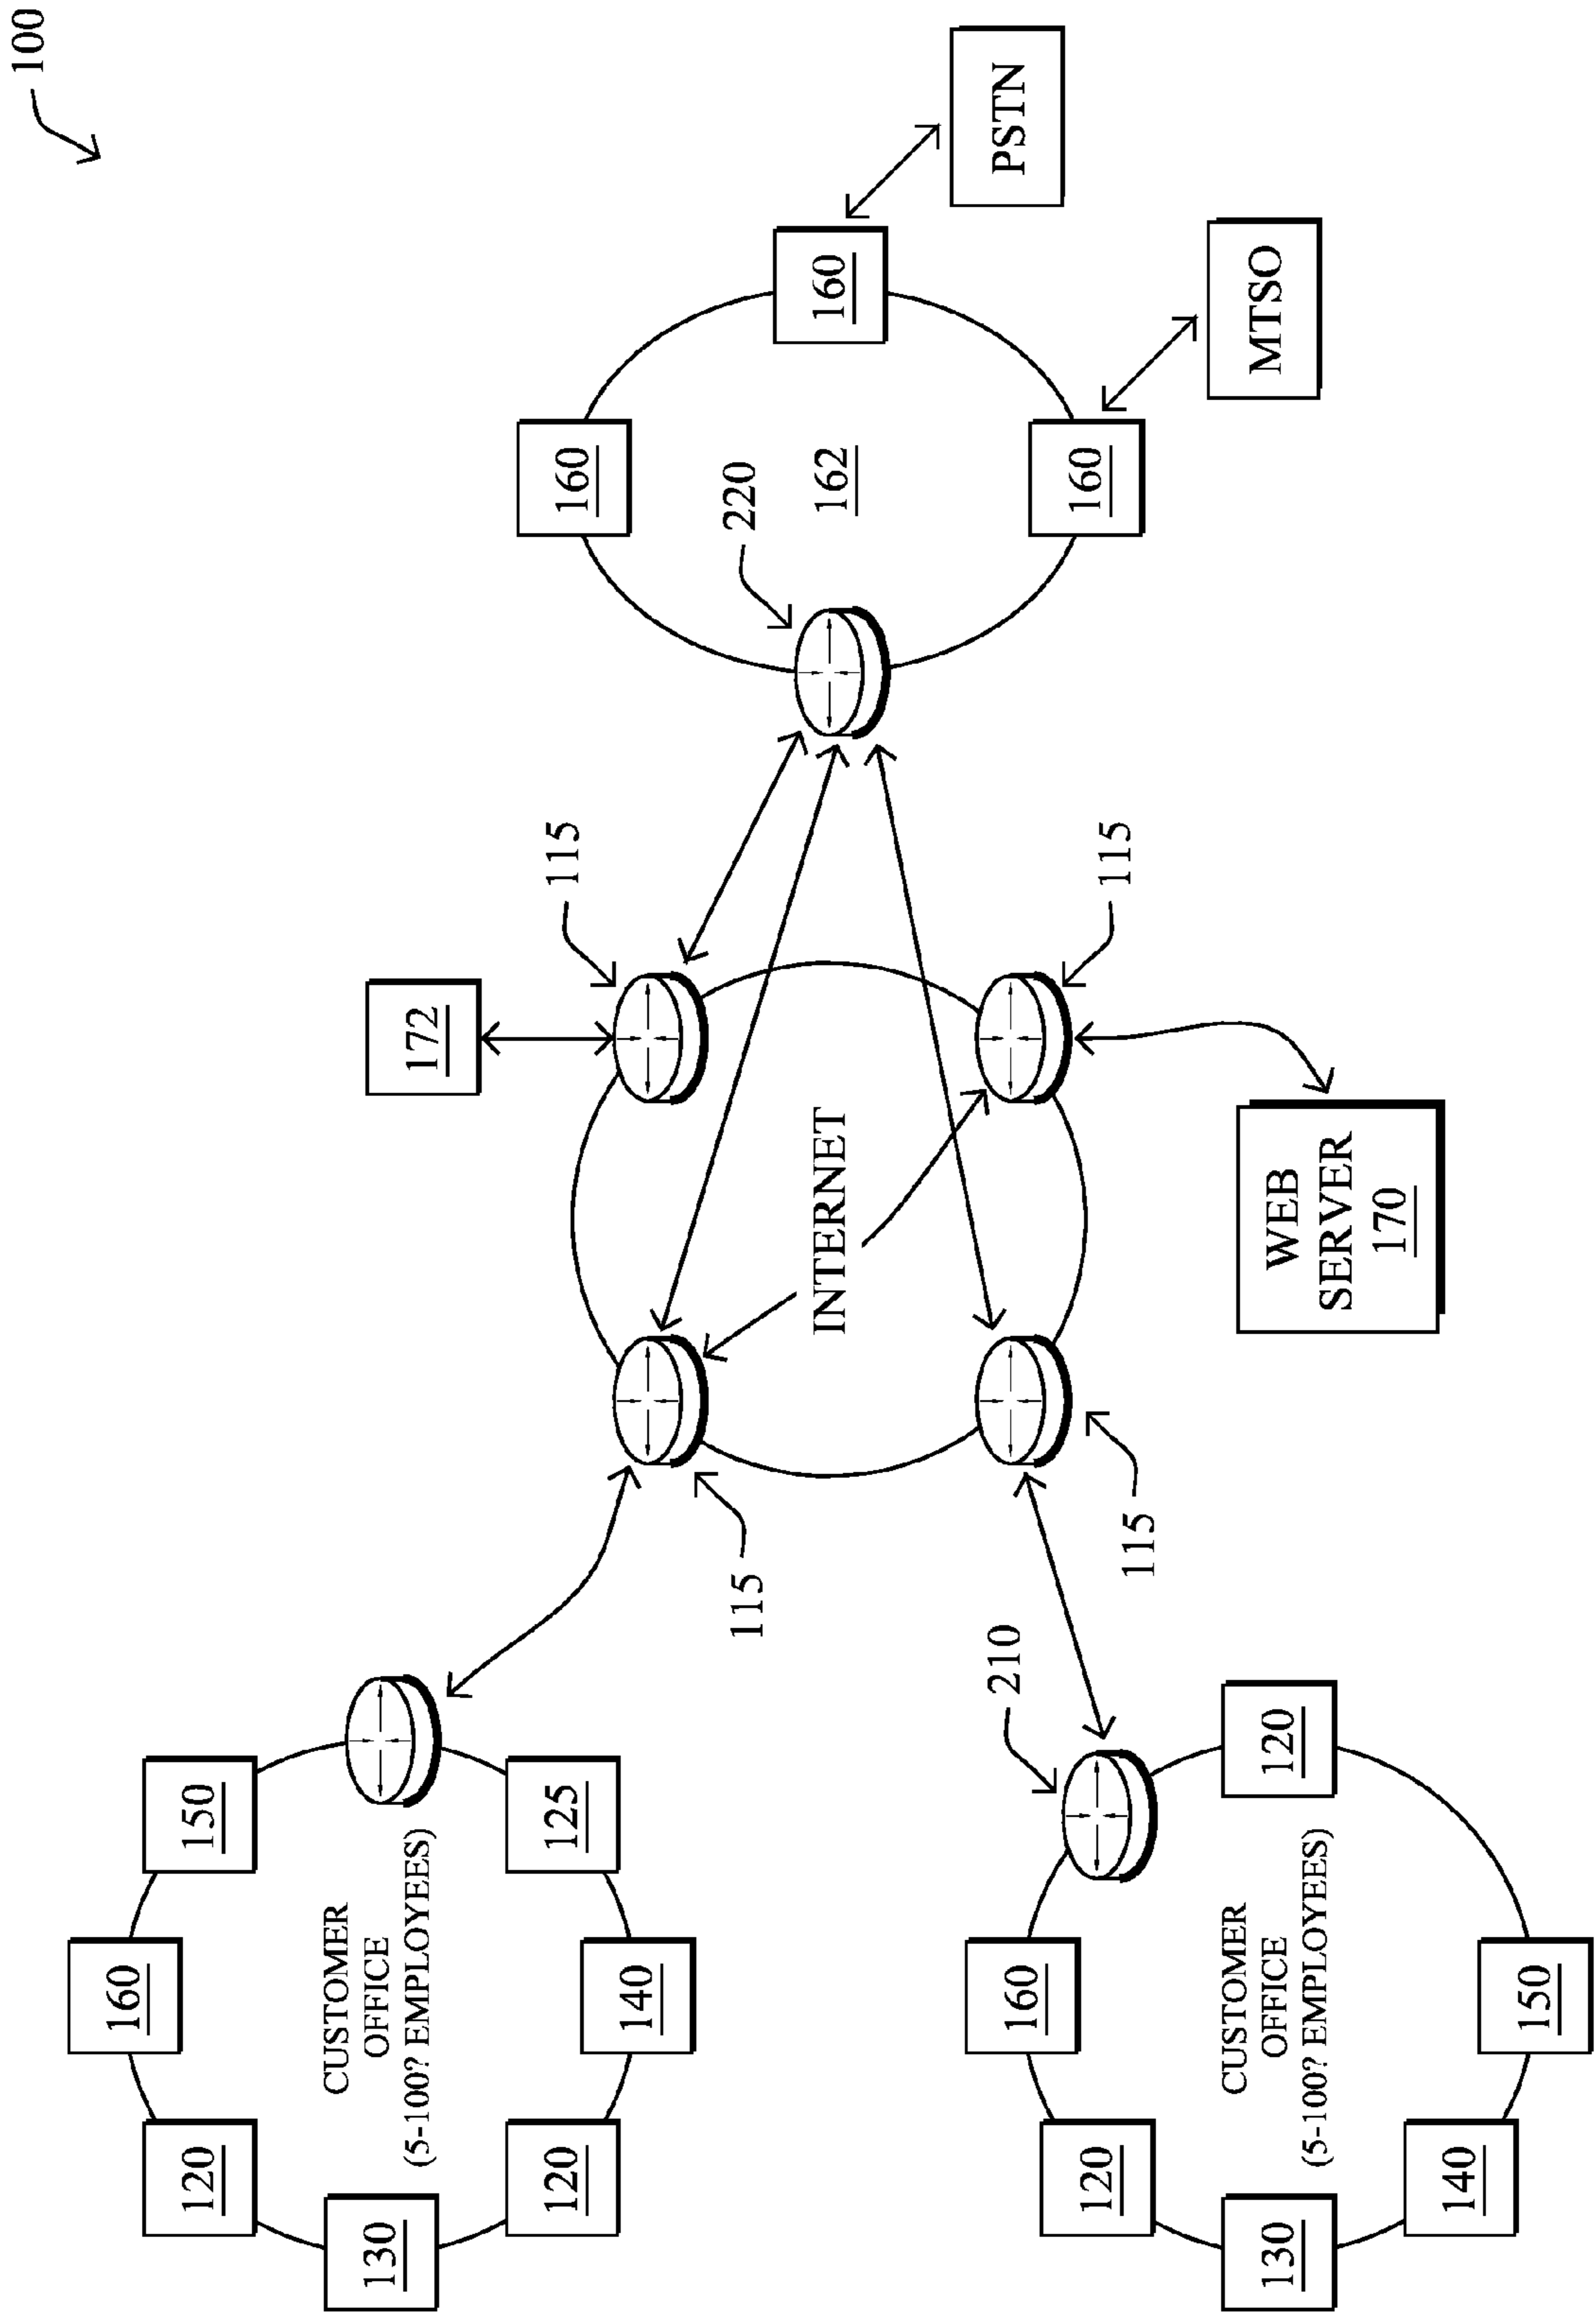 100
160
120
150
130
CUSTOMER
OFFICE
(5-100? EMPLOYEES)
120
125
140
172
115
115
INTERNET
115
115
WEB
SERVER
170
160
220
162
160
160
PSTN
MTSO
210
160
120
120
130
CUSTOMER
OFFICE
(5-100? EMPLOYEES)
140
150